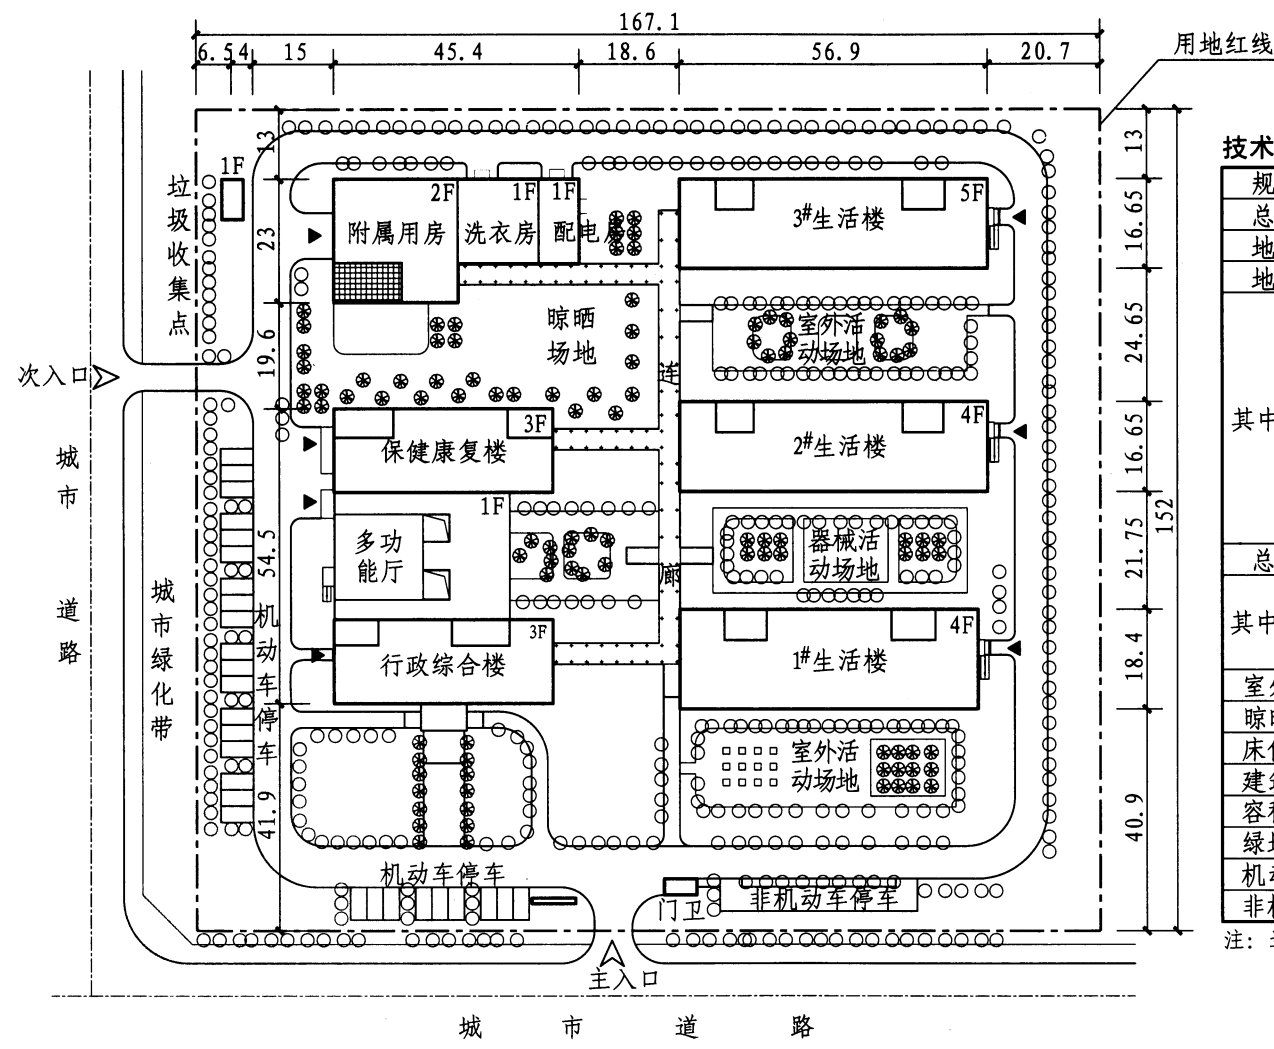 167.1
6.5 4 15 45.4 18.6 56.9 20.7
用地红线
13
13
152
技术
1F
垃圾收集点
2F
1F
1F
5F
附属用房
洗衣房
配电房
3#生活楼
16.65
23
规
总
地
地
晾晒
场地
室外活
动场地
24.65
19.6
连
廊
次入口
3F
保健康复楼
4F
2#生活楼
16.65
其中
城市道路
1F
多功
能厅
54.5
器械活
动场地
21.75
总
城市绿化带
机动车停车
3F
行政综合楼
4F
1#生活楼
18.4
其中
室外
晾晒
床位
建筑
容积
绿地
机动
非机
室外活
动场地
41.9
40.9
机动车停车
门卫
非机动车停车
注:
主入口
城市道路